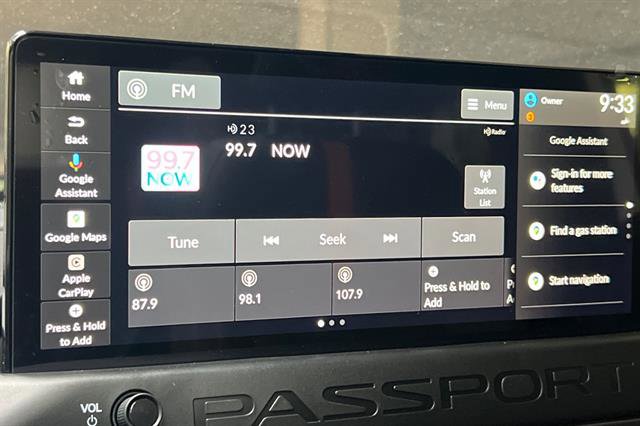 Home
Back
Google
Assistant
Google Maps
Apple
CarPlay
Press & Hold
to Add
FM
Menu
23
HD Radio
99.7 NOW
99.7
NOW
Station
List
Tune
Seek
Scan
87.9
98.1
107.9
Press & Hold to
Add
Owner
3
9:33
Google Assistant
Sign-in for more
features
Find a gas station
Start navigation
VOL
PASSPORT